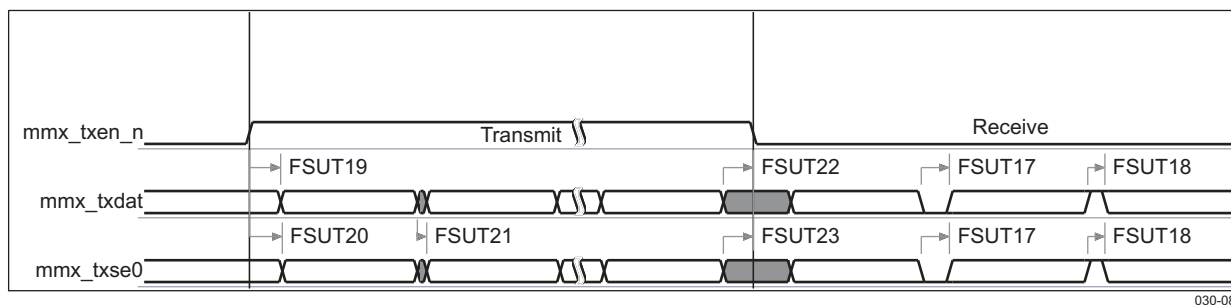 mmx_txen_n Transmit Receive
FSUT19 FSUT22 FSUT17 FSUT18
mmx_txdat
FSUT20 FSUT21 FSUT23 FSUT17 FSUT18
mmx_txse0